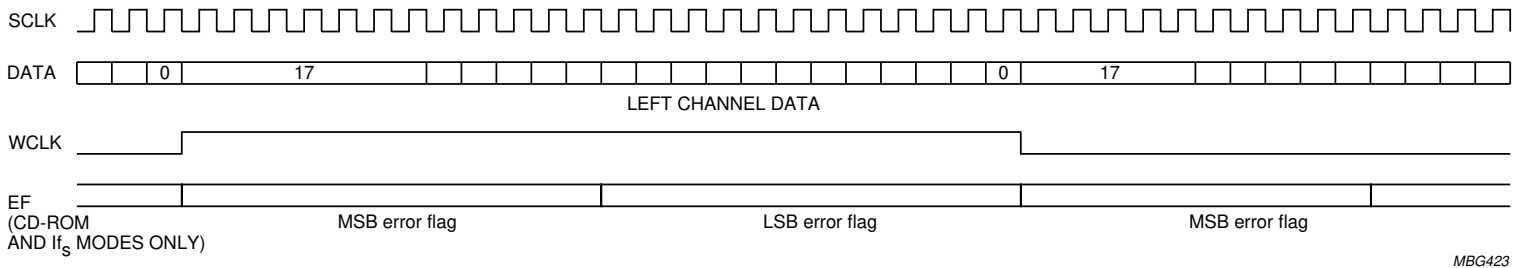 SCLK
DATA
0
17
0
17
LEFT CHANNEL DATA
WCLK
EF
(CD-ROM
AND Ifs MODES ONLY)
MSB error flag
LSB error flag
MSB error flag
MBG423